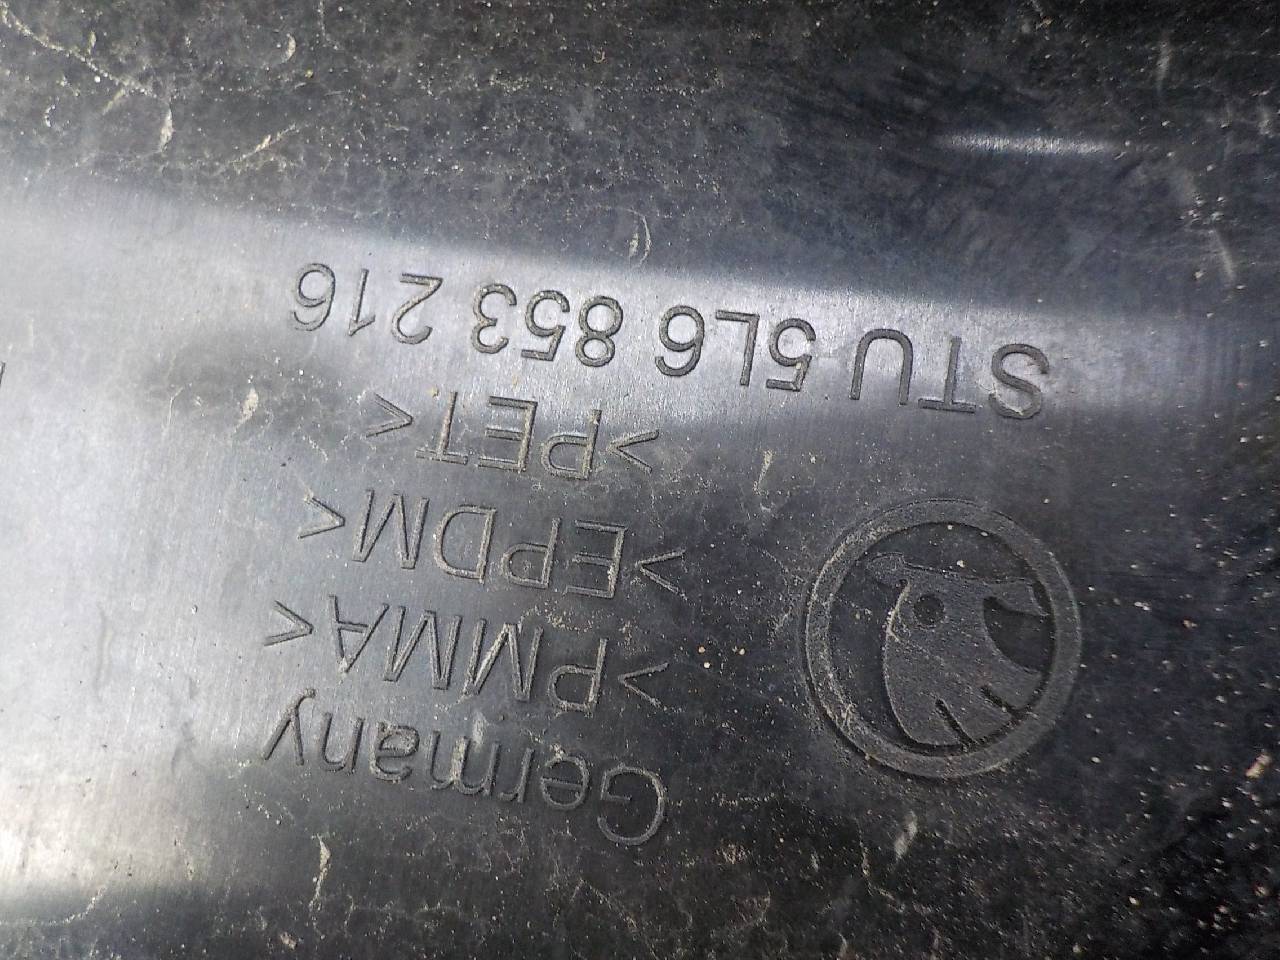 STU 5L6 853 216
>PET<
>EPDM<
>PMMA<
Germany